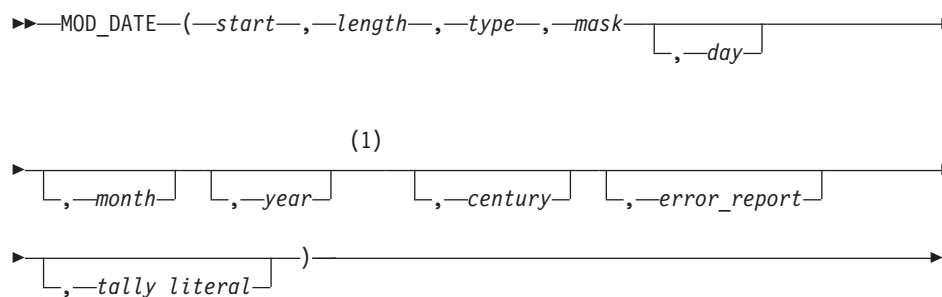 MOD_DATE ( start , length , type , mask
, day
(1)
, month , year , century , error_report
)
, tally literal